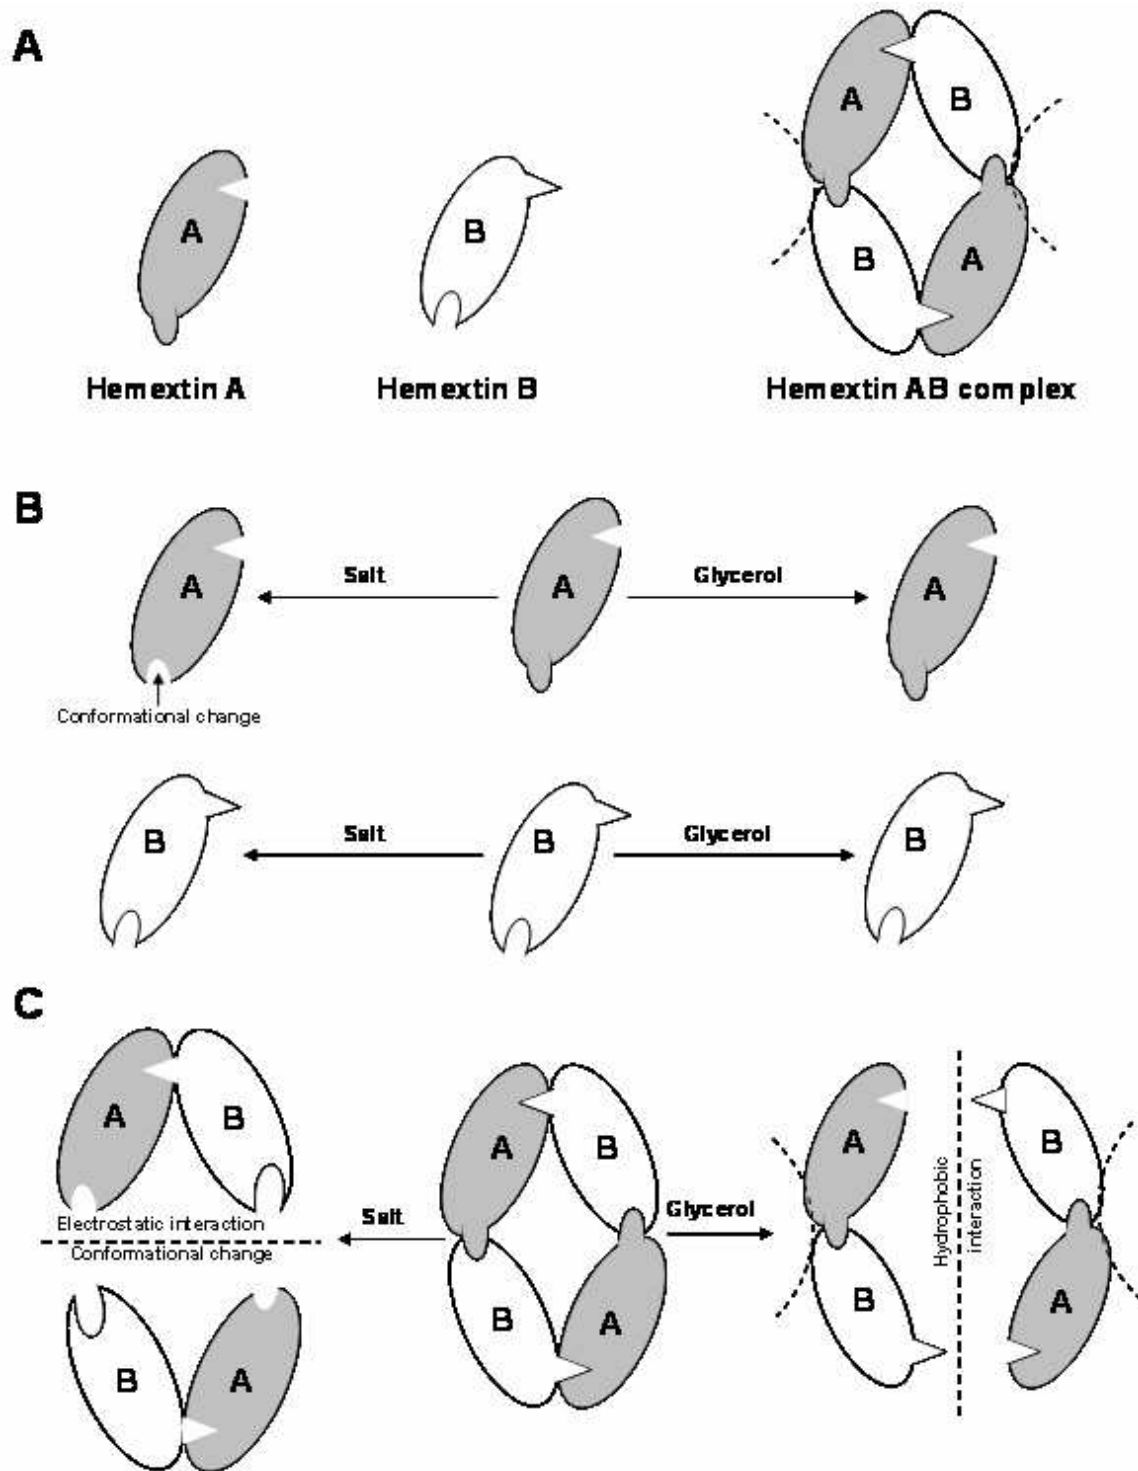 A
A
B
A
B
B
A
Hemextin A
Hemextin B
Hemextin AB complex
B
A
Salt
A
Glycerol
A
Conformational change
B
Salt
B
Glycerol
B
C
A
B
Electrostatic interaction
Conformational change
B
A
Salt
A
B
B
A
Glycerol
A
B
Hydrophobic
interaction
B
A